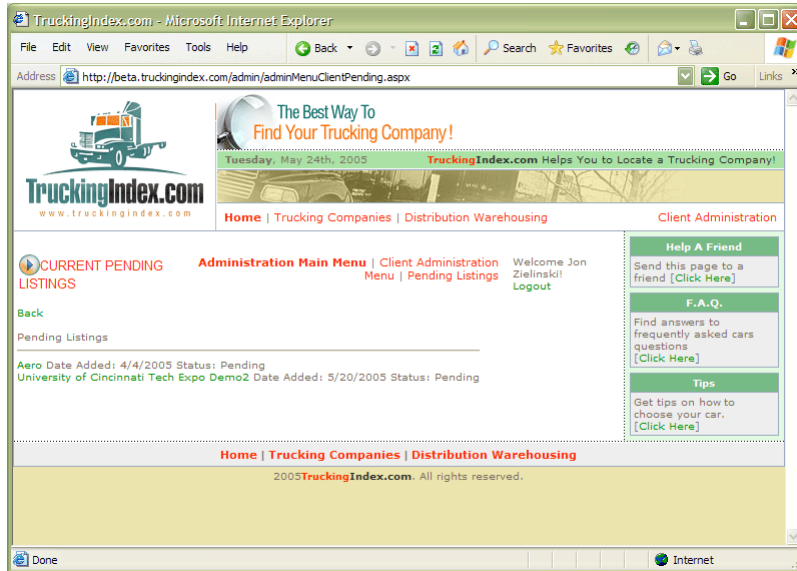 TruckingIndex.com - Microsoft Internet Explorer
File Edit View Favorites Tools Help Back Search Favorites
Address http://beta.truckingindex.com/admin/adminMenuClientPending.aspx Go Links
TruckingIndex.com
www.truckingindex.com
The Best Way To
Find Your Trucking Company!
Tuesday, May 24th, 2005 TruckingIndex.com Helps You to Locate a Trucking Company!
Home | Trucking Companies | Distribution Warehousing Client Administration
CURRENT PENDING
LISTINGS
Administration Main Menu | Client Administration
Menu | Pending Listings
Welcome Jon
Zielinski!
Logout
Back
Pending Listings
Aero Date Added: 4/4/2005 Status: Pending
University of Cincinnati Tech Expo Demo2 Date Added: 5/20/2005 Status: Pending
Help A Friend
Send this page to a
friend [Click Here]
F.A.Q.
Find answers to
frequently asked cars
questions
[Click Here]
Tips
Get tips on how to
choose your car.
[Click Here]
Home | Trucking Companies | Distribution Warehousing
2005TruckingIndex.com. All rights reserved.
Done Internet